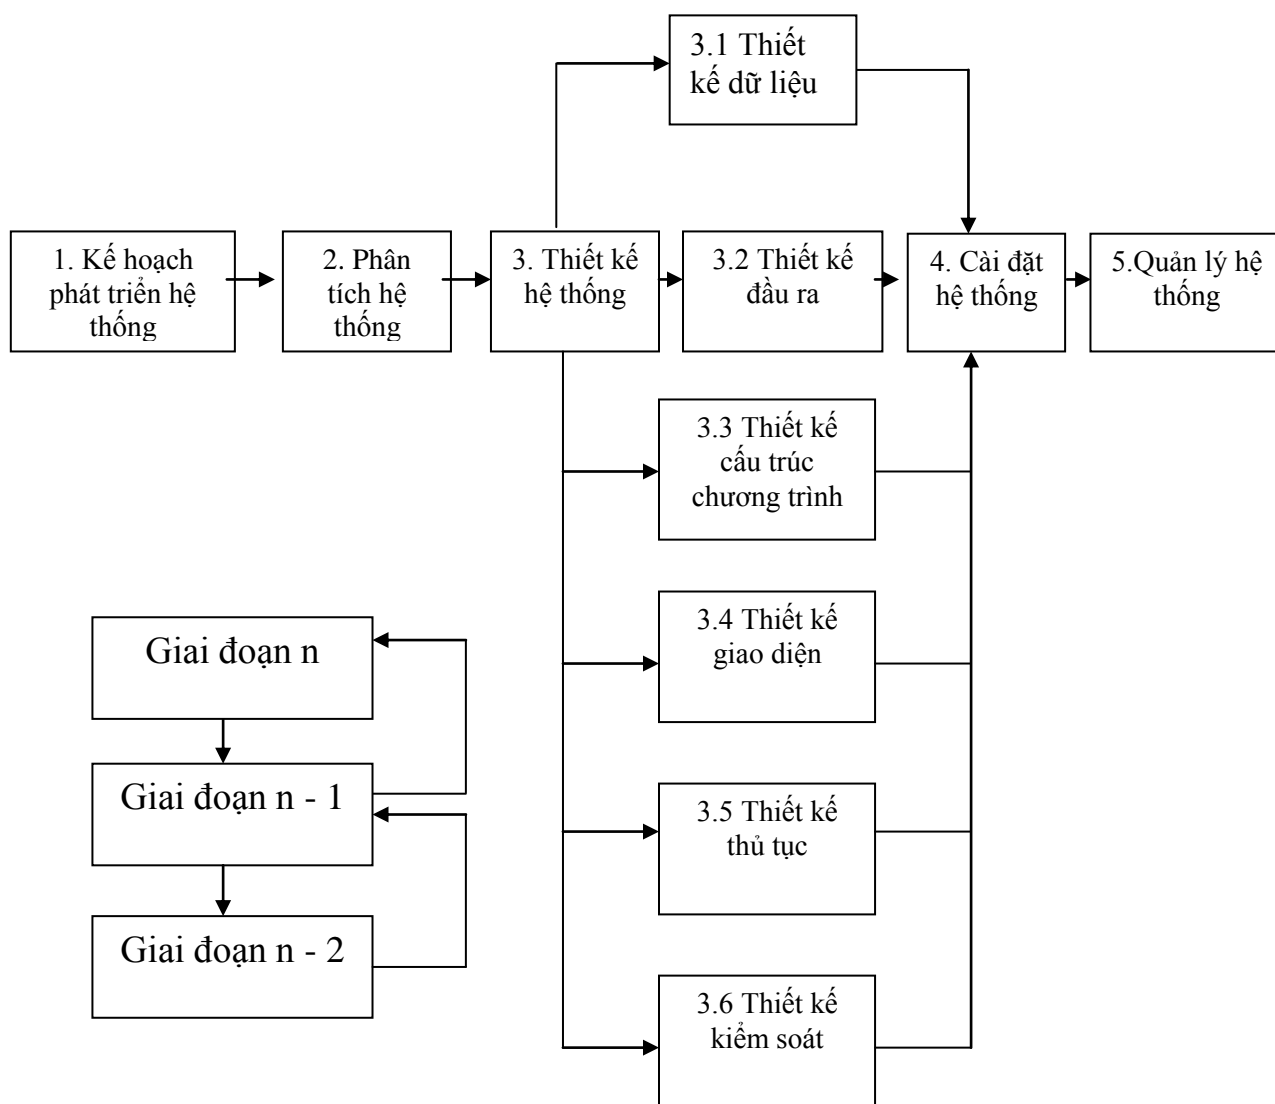 3.1 Thiết
kế dữ liệu
1. Kế hoạch
phát triển hệ
thống
2. Phân
tích hệ
thống
3. Thiết kế
hệ thống
3.2 Thiết kế
đầu ra
4. Cài đặt
hệ thống
5.Quản lý hệ
thống
3.3 Thiết kế
cấu trúc
chương trình
3.4 Thiết kế
giao diện
3.5 Thiết kế
thủ tục
3.6 Thiết kế
kiểm soát
Giai đoạn n
Giai đoạn n - 1
Giai đoạn n - 2